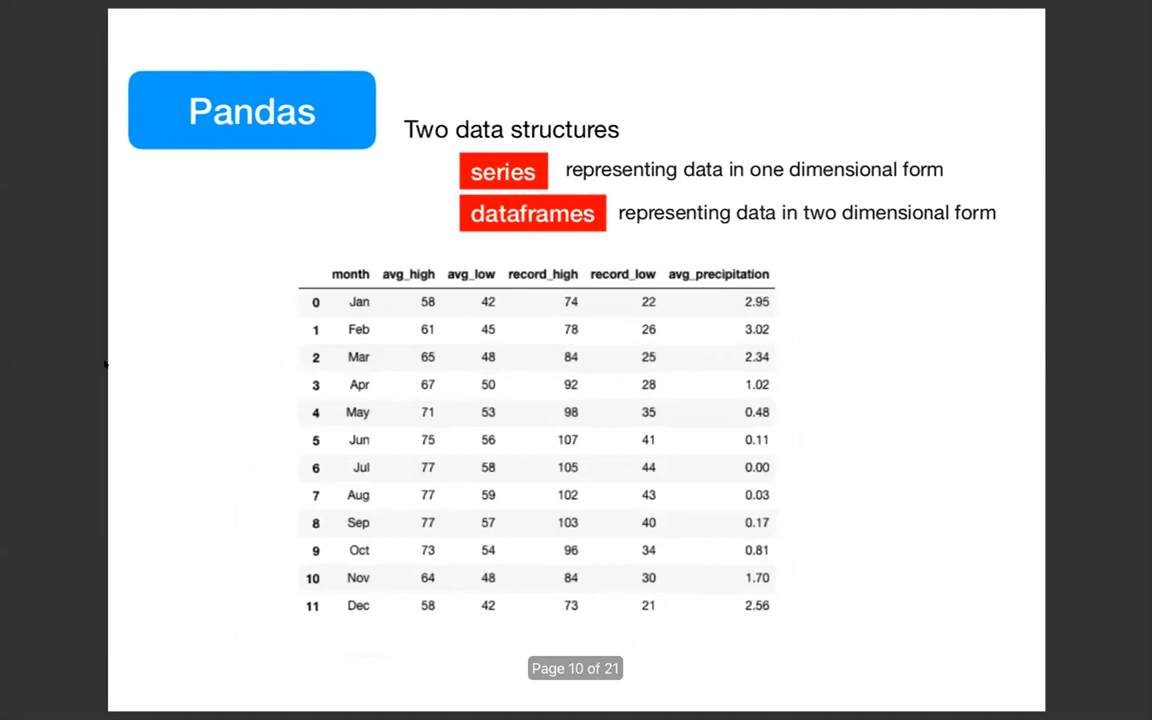 Pandas
Two data structures
series representing data in one dimensional form
dataframes representing data in two dimensional form
month avg_high avg_low record_high record_low avg_precipitation
0 Jan 58 42 74 22 2.95
1 Feb 61 45 78 26 3.02
2 Mar 65 48 84 25 2.34
3 Apr 67 50 92 28 1.02
4 May 71 53 98 35 0.48
5 Jun 75 56 107 41 0.11
6 Jul 77 58 105 44 0.00
7 Aug 77 59 102 43 0.03
8 Sep 77 57 103 40 0.17
9 Oct 73 54 96 34 0.81
10 Nov 64 48 84 30 1.70
11 Dec 58 42 73 21 2.56
Page 10 of 21